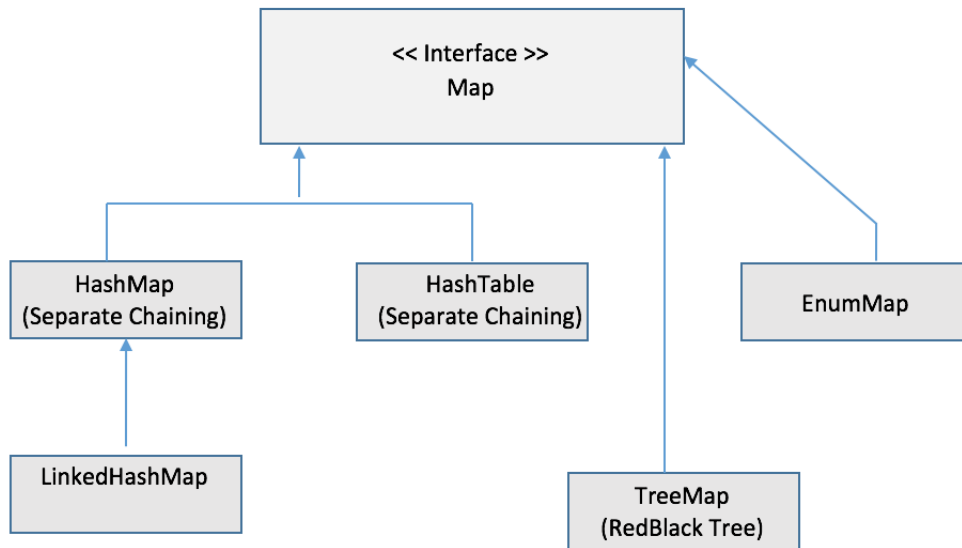 << Interface >>
Map
HashMap
(Separate Chaining)
HashTable
(Separate Chaining)
EnumMap
LinkedHashMap
TreeMap
(RedBlack Tree)